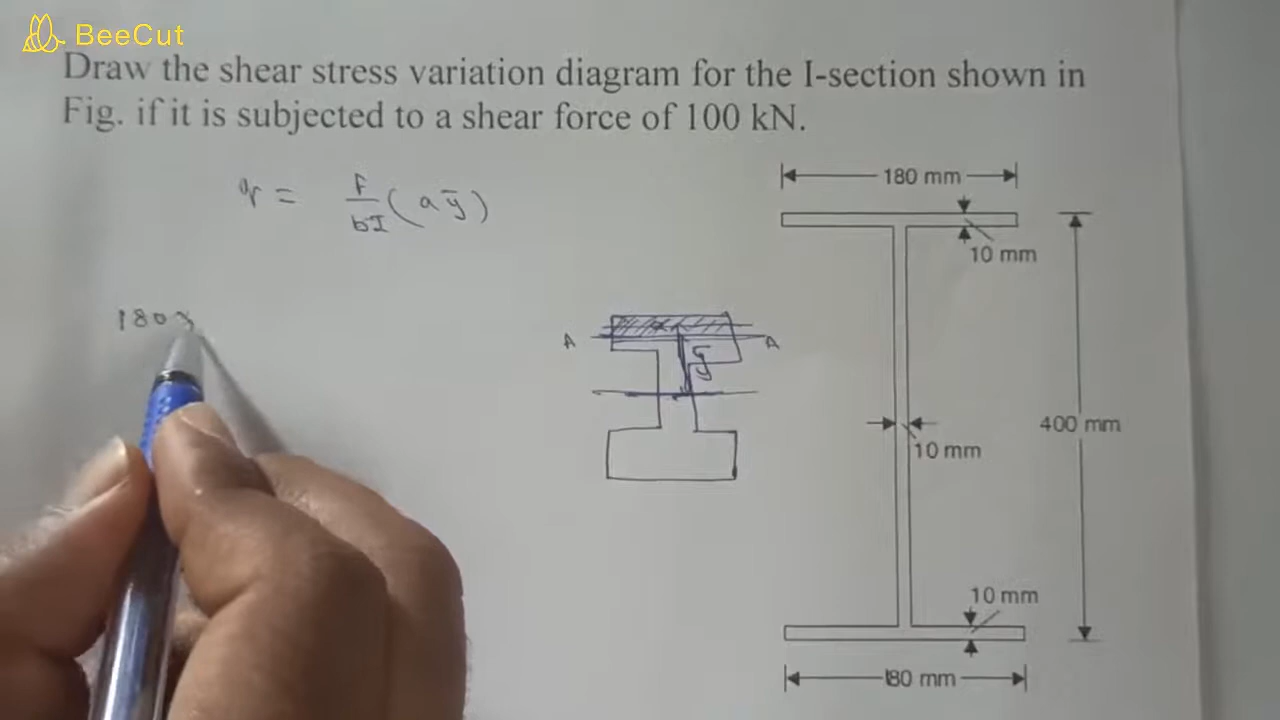 BeeCut
Draw the shear stress variation diagram for the I-section shown in
Fig. if it is subjected to a shear force of 100 kN.
q = F/bI (aȳ)
180 mm
10 mm
180x
A
A
ȳ
400 mm
10 mm
10 mm
180 mm